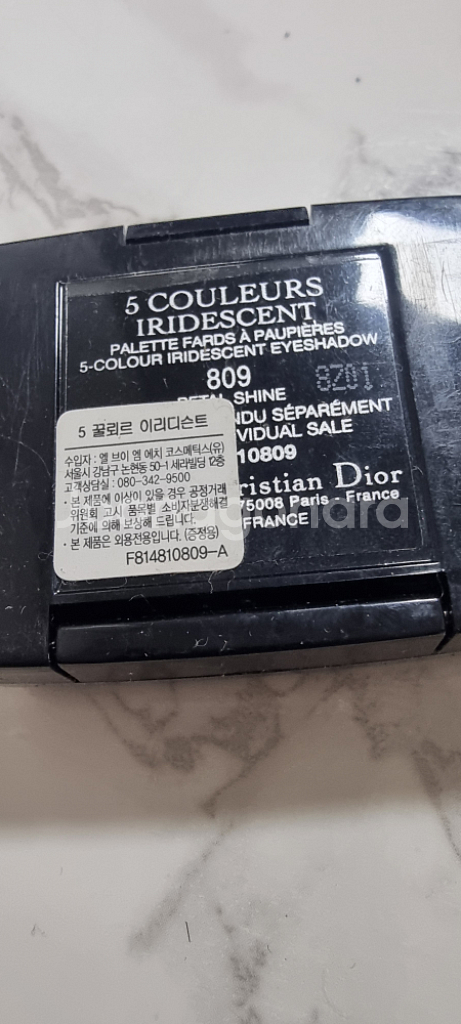 5 COULEURS
IRIDESCENT
PALETTE FARDS À PAUPIÈRES
5-COLOUR IRIDESCENT EYESHADOW
809
8Z01
PETAL SHINE
NDU SÉPARÉMENT
VIDUAL SALE
10809
ristian Dior
75008 Paris - France
FRANCE
5 꿀뢰르 이리디슨트
수입자 : 엘 브이 엠 에치 코스메틱스(유)
서울시 강남구 논현동 50-1 세라빌딩 12층
고객상담실 : 080-342-9500
· 본 제품에 이상이 있을 경우 공정거래
위원회 고시 품목별 소비자분쟁해결
기준에 의해 보상해 드립니다.
· 본 제품은 외용전용입니다. (증정용)
F814810809-A